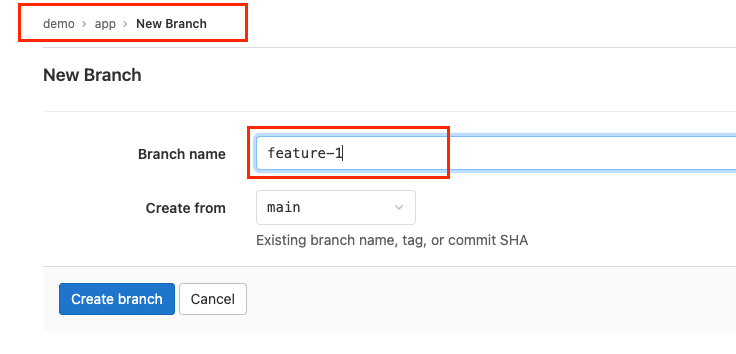 demo > app > New Branch
New Branch
Branch name feature-1
Create from main
Existing branch name, tag, or commit SHA
Create branch Cancel